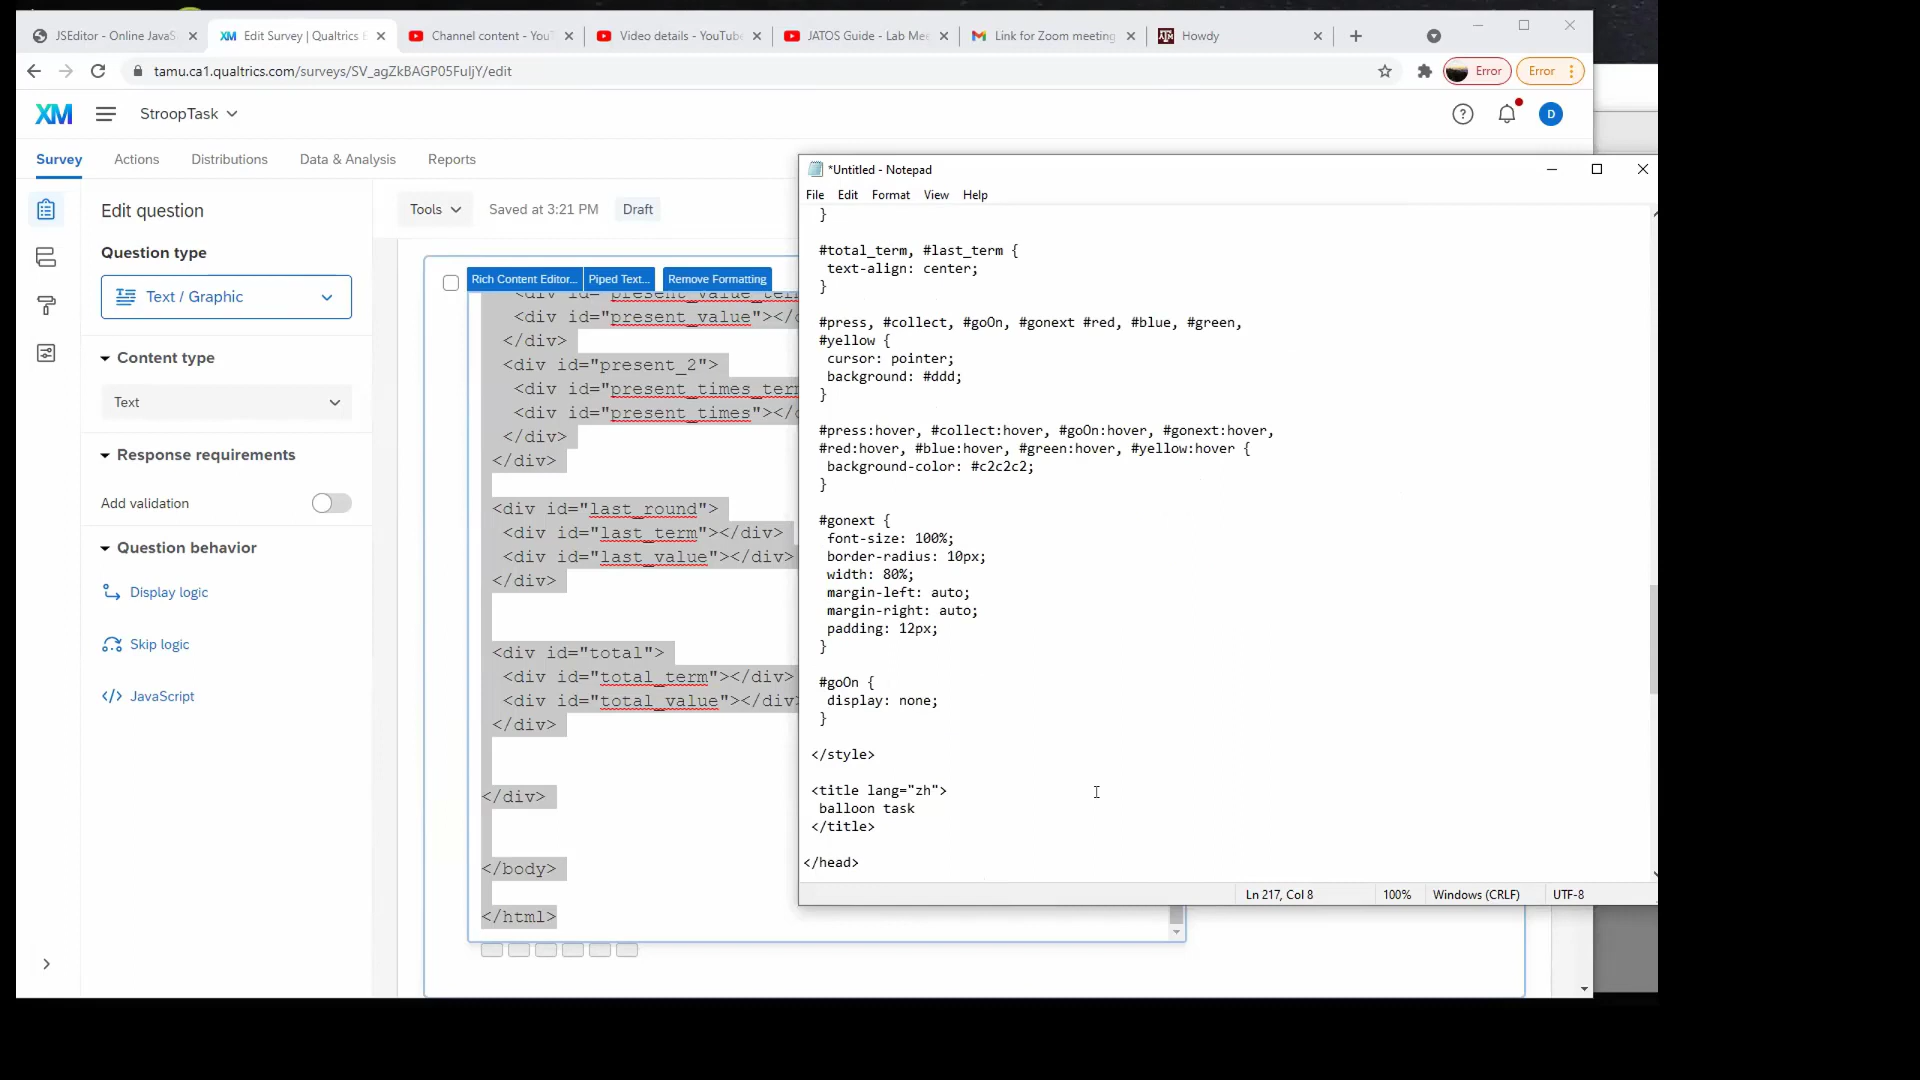 JSEditor - Online JavaS
Edit Survey | Qualtrics E
Channel content - YouT
Video details - YouTube
JATOS Guide - Lab Mee
Link for Zoom meeting
Howdy
tamu.ca1.qualtrics.com/surveys/SV_agZkBAGP05FuljY/edit
Error
Error
XM
StroopTask
D
Survey
Actions
Distributions
Data & Analysis
Reports
Edit question
Question type
Text / Graphic
Content type
Text
Response requirements
Add validation
Question behavior
Display logic
Skip logic
JavaScript
Tools
Saved at 3:21 PM
Draft
Rich Content Editor...
Piped Text...
Remove Formatting
<div id="present_value_term
<div id="present_value"></
</div>
<div id="present_2">
<div id="present_times_term
<div id="present_times"></
</div>
</div>
<div id="last_round">
<div id="last_term"></div>
<div id="last_value"></div>
</div>
<div id="total">
<div id="total_term"></div>
<div id="total_value"></div>
</div>
</div>
</body>
</html>
*Untitled - Notepad
File Edit Format View Help
}
#total_term, #last_term {
text-align: center;
}
#press, #collect, #goOn, #gonext #red, #blue, #green,
#yellow {
cursor: pointer;
background: #ddd;
}
#press:hover, #collect:hover, #goOn:hover, #gonext:hover,
#red:hover, #blue:hover, #green:hover, #yellow:hover {
background-color: #c2c2c2;
}
#gonext {
font-size: 100%;
border-radius: 10px;
width: 80%;
margin-left: auto;
margin-right: auto;
padding: 12px;
}
#goOn {
display: none;
}
</style>
<title lang="zh">
balloon task
</title>
</head>
Ln 217, Col 8
100%
Windows (CRLF)
UTF-8